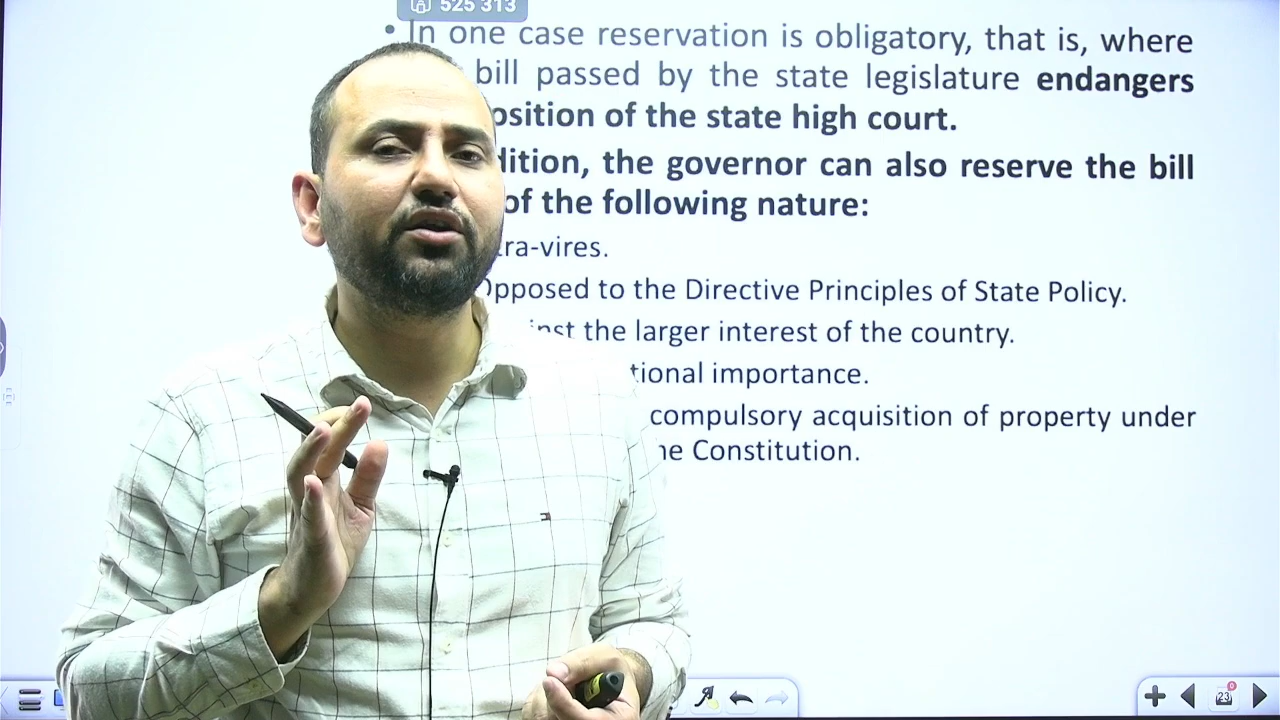 525 313
• In one case reservation is obligatory, that is, where
bill passed by the state legislature endangers
osition of the state high court.
dition, the governor can also reserve the bill
of the following nature:
tra-vires.
Opposed to the Directive Principles of State Policy.
inst the larger interest of the country.
tional importance.
compulsory acquisition of property under
he Constitution.
23